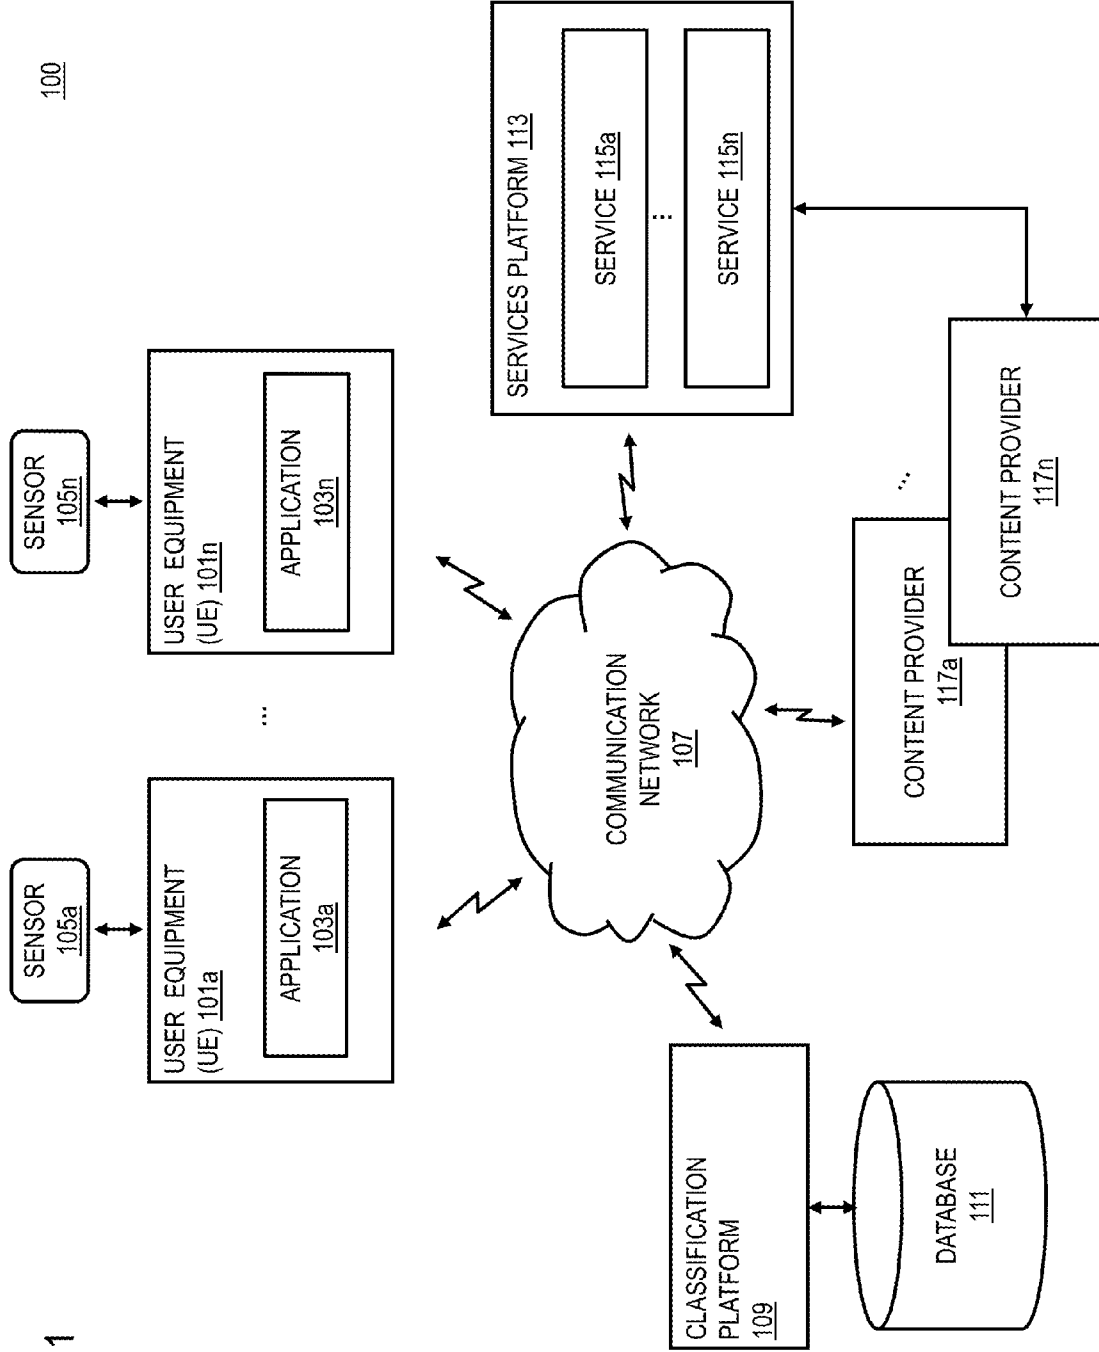 1
100
SENSOR
105a
SENSOR
105n
USER EQUIPMENT
(UE) 101a
APPLICATION
103a
...
USER EQUIPMENT
(UE) 101n
APPLICATION
103n
COMMUNICATION
NETWORK
107
SERVICES PLATFORM 113
SERVICE 115a
...
SERVICE 115n
CLASSIFICATION
PLATFORM
109
DATABASE
111
CONTENT PROVIDER
117a
...
CONTENT PROVIDER
117n